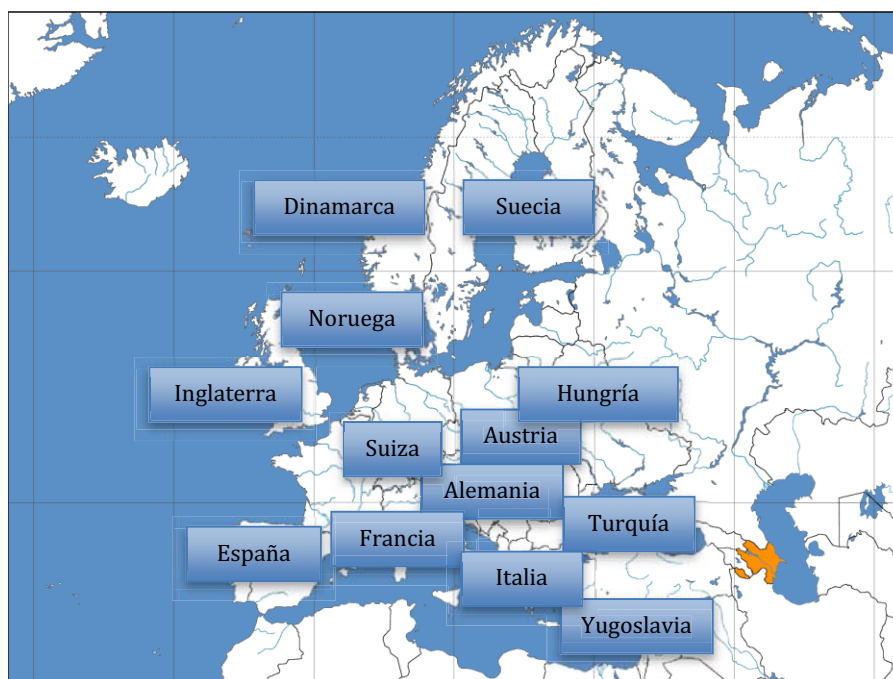 Dinamarca
Suecia
Noruega
Inglaterra
Hungría
Suiza
Austria
Alemania
Turquía
Francia
España
Italia
Yugoslavia